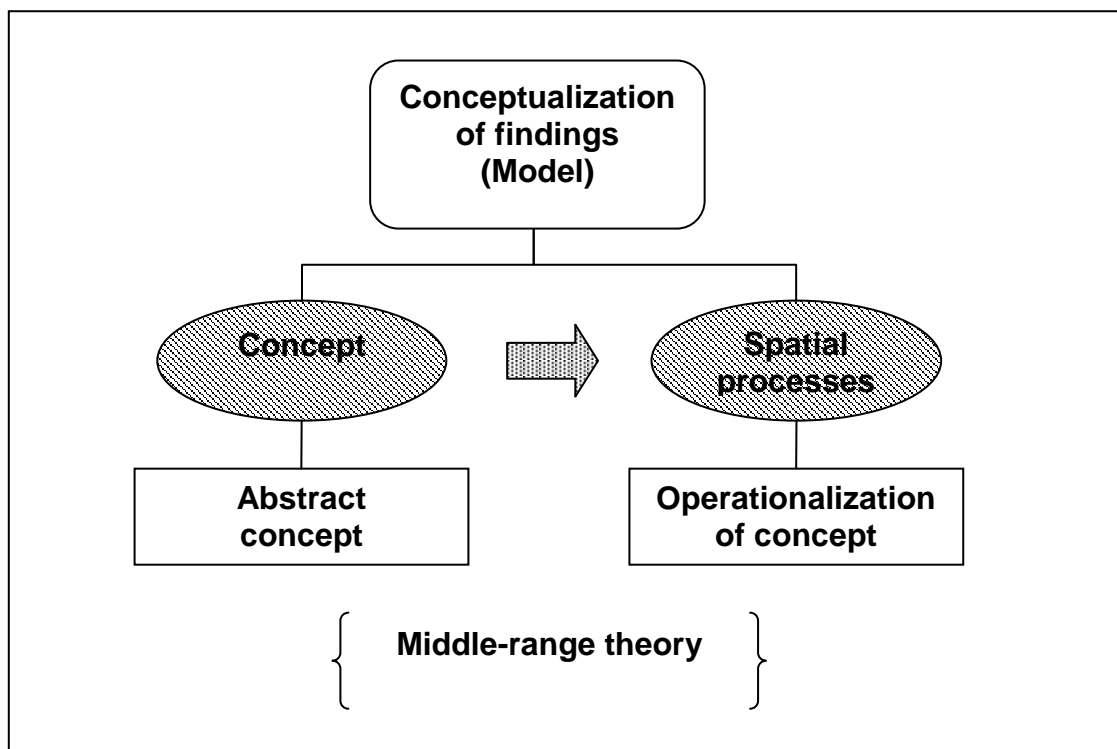 Conceptualization
of findings
(Model)
Concept
Spatial
processes
Abstract
concept
Operationalization
of concept
Middle-range theory